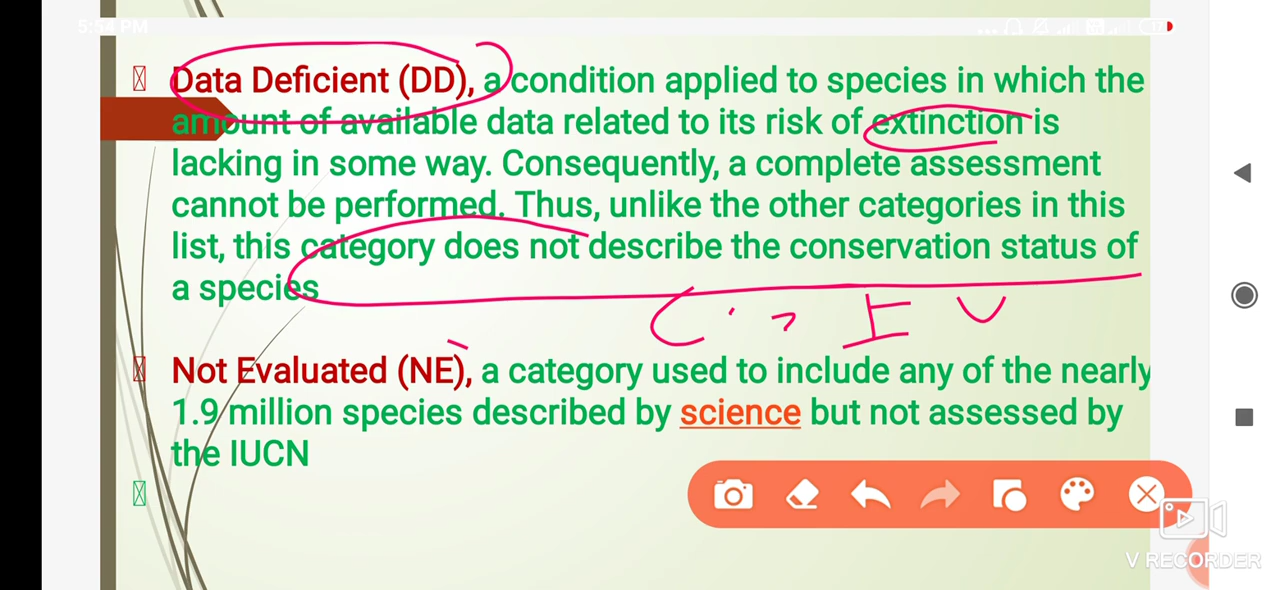 5:54 PM
Data Deficient (DD), a condition applied to species in which the
amount of available data related to its risk of extinction is
lacking in some way. Consequently, a complete assessment
cannot be performed. Thus, unlike the other categories in this
list, this category does not describe the conservation status of
a species
Not Evaluated (NE), a category used to include any of the nearly
1.9 million species described by science but not assessed by
the IUCN
V RECORDER